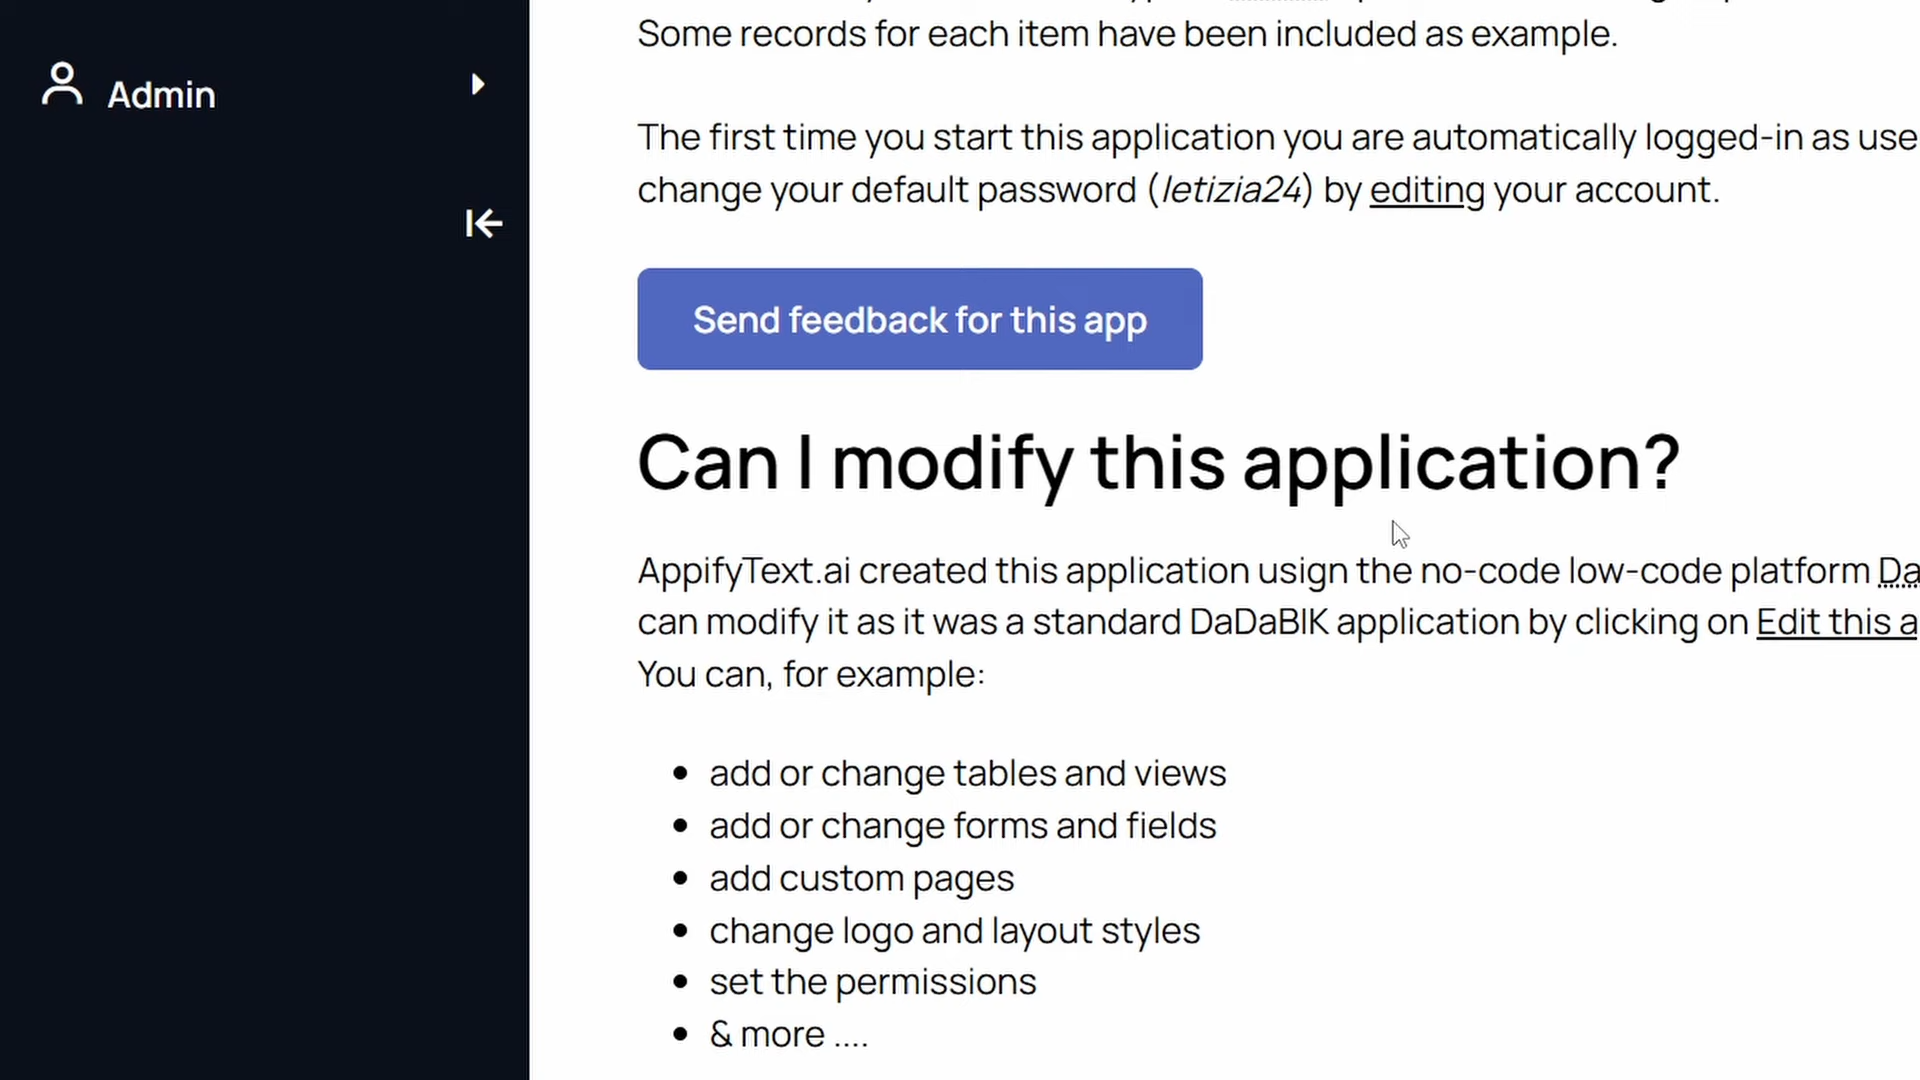 Some records for each item have been included as example.
Admin
The first time you start this application you are automatically logged-in as use
change your default password (letizia24) by editing your account.
Send feedback for this app
Can I modify this application?
AppifyText.ai created this application usign the no-code low-code platform Da
can modify it as it was a standard DaDaBIK application by clicking on Edit this a
You can, for example:
• add or change tables and views
• add or change forms and fields
• add custom pages
• change logo and layout styles
• set the permissions
• & more ....